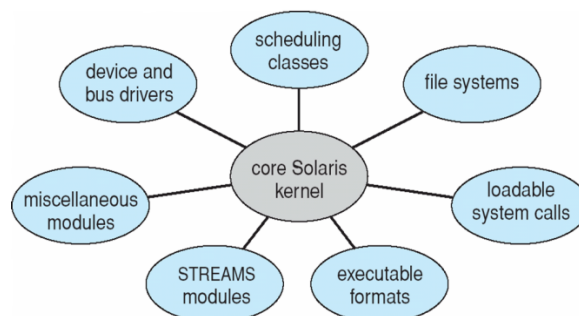 scheduling
classes
device and
bus drivers
file systems
core Solaris
kernel
miscellaneous
modules
loadable
system calls
STREAMS
modules
executable
formats